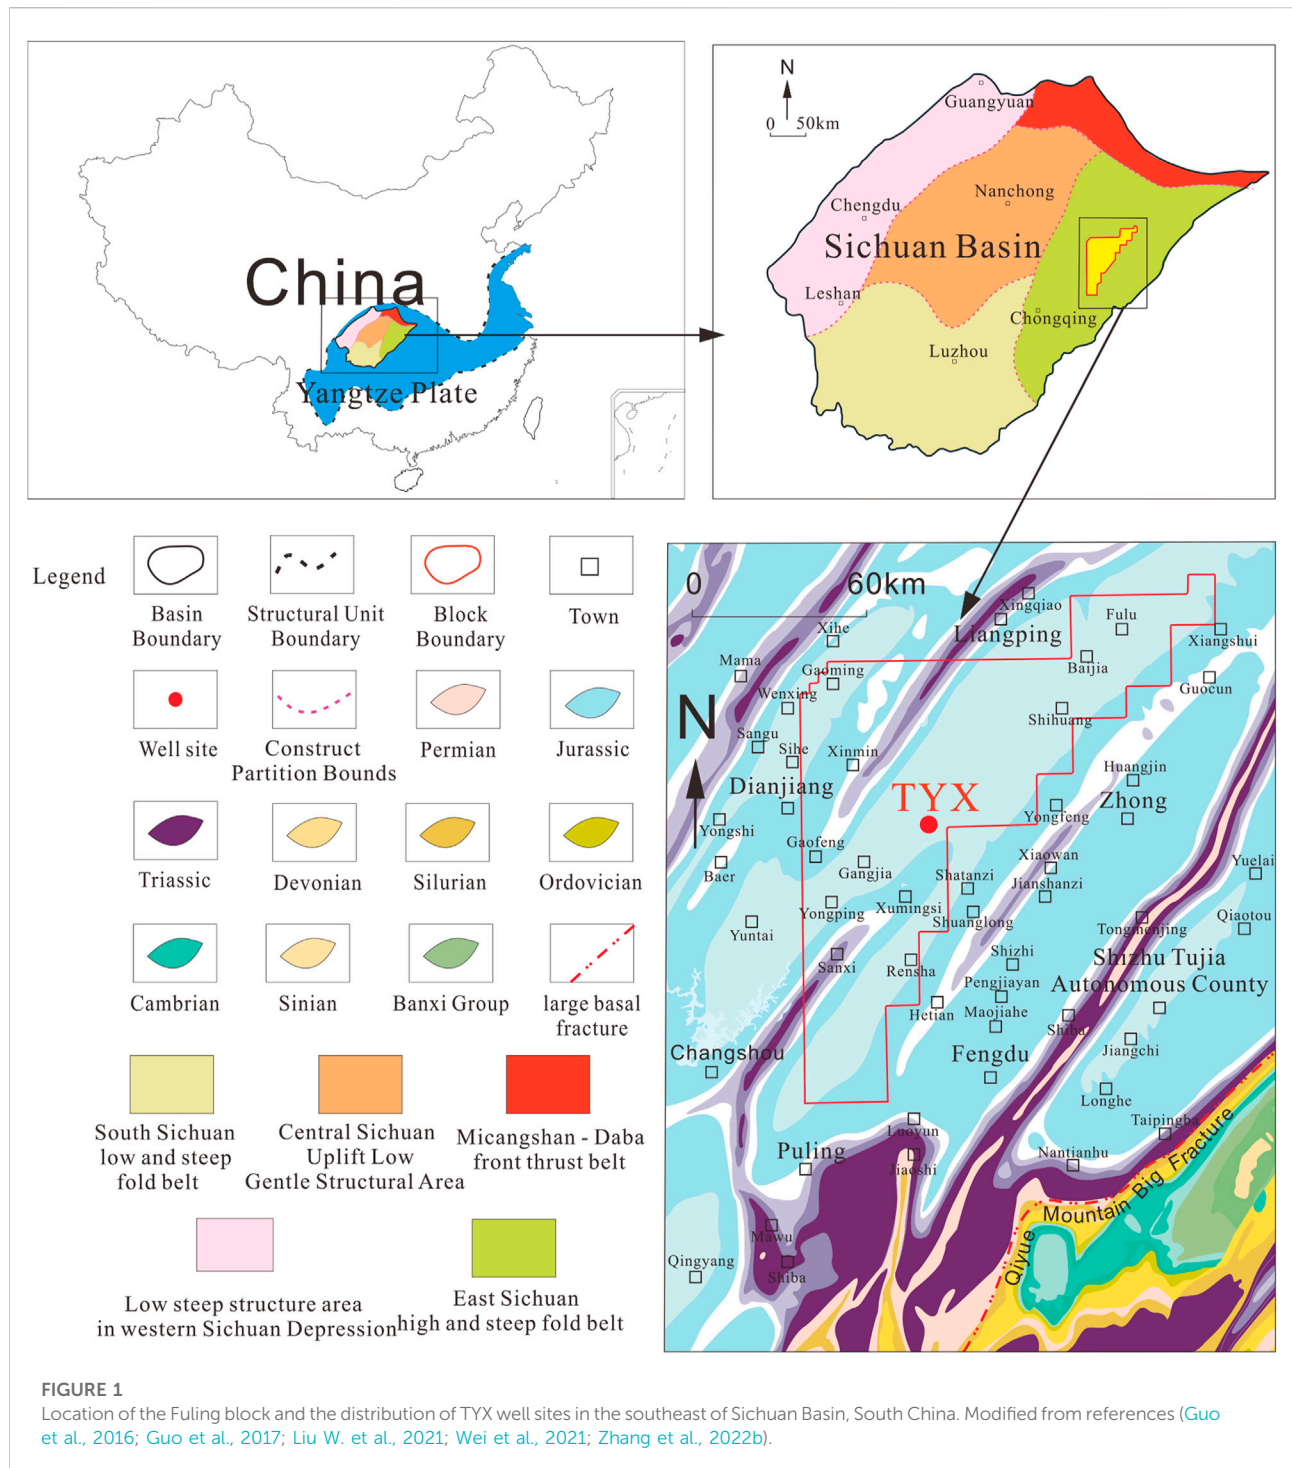 China
Yangtze Plate
N
0 50km
Guangyuan
Nanchong
Chengdu
Sichuan Basin
Leshan
Chongqing
Luzhou
Legend
Basin
Boundary
Structural Unit
Boundary
Block
Boundary
Town
Well site
Construct
Partition Bounds
Permian
Jurassic
Triassic
Devonian
Silurian
Ordovician
Cambrian
Sinian
Banxi Group
large basal
fracture
South Sichuan
low and steep
fold belt
Central Sichuan
Uplift Low
Gentle Structural Area
Micangshan - Daba
front thrust belt
Low steep structure area
in western Sichuan Depression
East Sichuan
high and steep fold belt
0 60km
N
Xingqiao
Liangping
Fulu
Xihe
Xiangshui
Mama
Gaoming
Baijia
Guocun
Wenxing
Shihuang
Sangu
Sihe
Xinmin
Huangjin
Dianjiang
TYX
Zhong
Yongfeng
Yongshi
Gaofeng
Baer
Gangjia
Xiaowan
Yuelai
Shatanzi
Jianshanzi
Yongping
Xumingsi
Shuanglong
Qiaotou
Yuntai
Tongmenjing
Sanxi
Rensha
Shizhi
Shizhu Tujia
Autonomous County
Pengjiayan
Hetian
Maojiahe
Shiba
Changshou
Fengdu
Jiangchi
Longhe
Luoyun
Taipingba
Puling
Jiaoshi
Nantianhu
Qiyue Mountain Big Fracture
Mawu
Qingyang
Shiba
FIGURE 1
Location of the Fuling block and the distribution of TYX well sites in the southeast of Sichuan Basin, South China. Modified from references (Guo
et al., 2016; Guo et al., 2017; Liu W. et al., 2021; Wei et al., 2021; Zhang et al., 2022b).